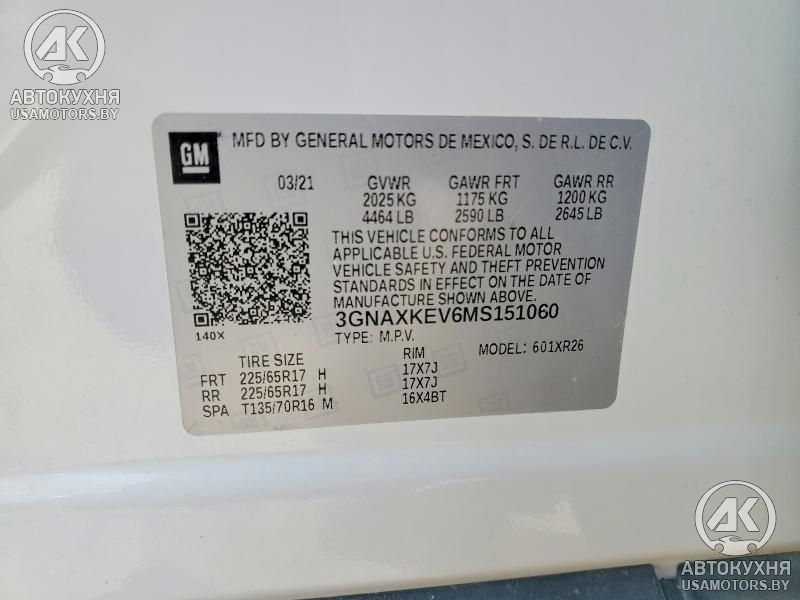 AK
АВТОКУХНЯ
USAMOTORS.BY
GM
MFD BY GENERAL MOTORS DE MEXICO, S. DE R.L. DE C.V.
03/21 GVWR GAWR FRT GAWR RR
2025 KG 1175 KG 1200 KG
4464 LB 2590 LB 2645 LB
THIS VEHICLE CONFORMS TO ALL
APPLICABLE U.S. FEDERAL MOTOR
VEHICLE SAFETY AND THEFT PREVENTION
STANDARDS IN EFFECT ON THE DATE OF
MANUFACTURE SHOWN ABOVE.
3GNAXKEV6MS151060
140X
TYPE: M.P.V. MODEL: 601XR26
TIRE SIZE RIM
FRT 225/65R17 H 17X7J
RR 225/65R17 H 17X7J
SPA T135/70R16 M 16X4BT
AK
АВТОКУХНЯ
USAMOTORS.BY